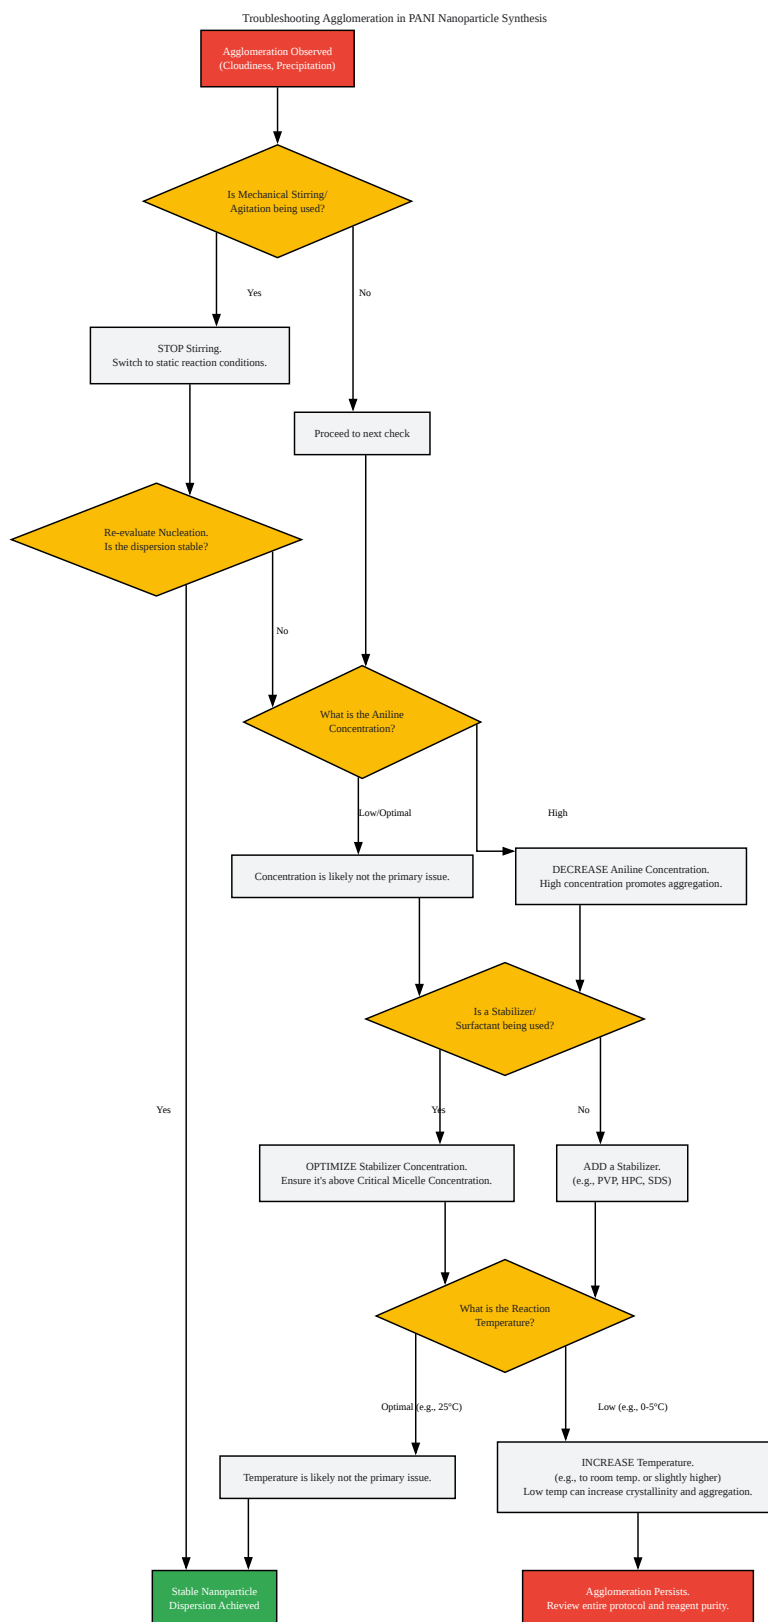 Troubleshooting Agglomeration in PANI Nanoparticle Synthesis
Agglomeration Observed
(Cloudiness, Precipitation)
Is Mechanical Stirring/
Agitation being used?
Yes
No
STOP Stirring.
Switch to static reaction conditions.
Proceed to next check
Re-evaluate Nucleation.
Is the dispersion stable?
No
What is the Aniline
Concentration?
Low/Optimal
High
Concentration is likely not the primary issue.
DECREASE Aniline Concentration.
High concentration promotes aggregation.
Is a Stabilizer/
Surfactant being used?
Yes
Yes
No
OPTIMIZE Stabilizer Concentration.
Ensure it's above Critical Micelle Concentration.
ADD a Stabilizer.
(e.g., PVP, HPC, SDS)
What is the Reaction
Temperature?
Optimal (e.g., 25°C)
Low (e.g., 0-5°C)
Temperature is likely not the primary issue.
INCREASE Temperature.
(e.g., to room temp. or slightly higher)
Low temp can increase crystallinity and aggregation.
Stable Nanoparticle
Dispersion Achieved
Agglomeration Persists.
Review entire protocol and reagent purity.